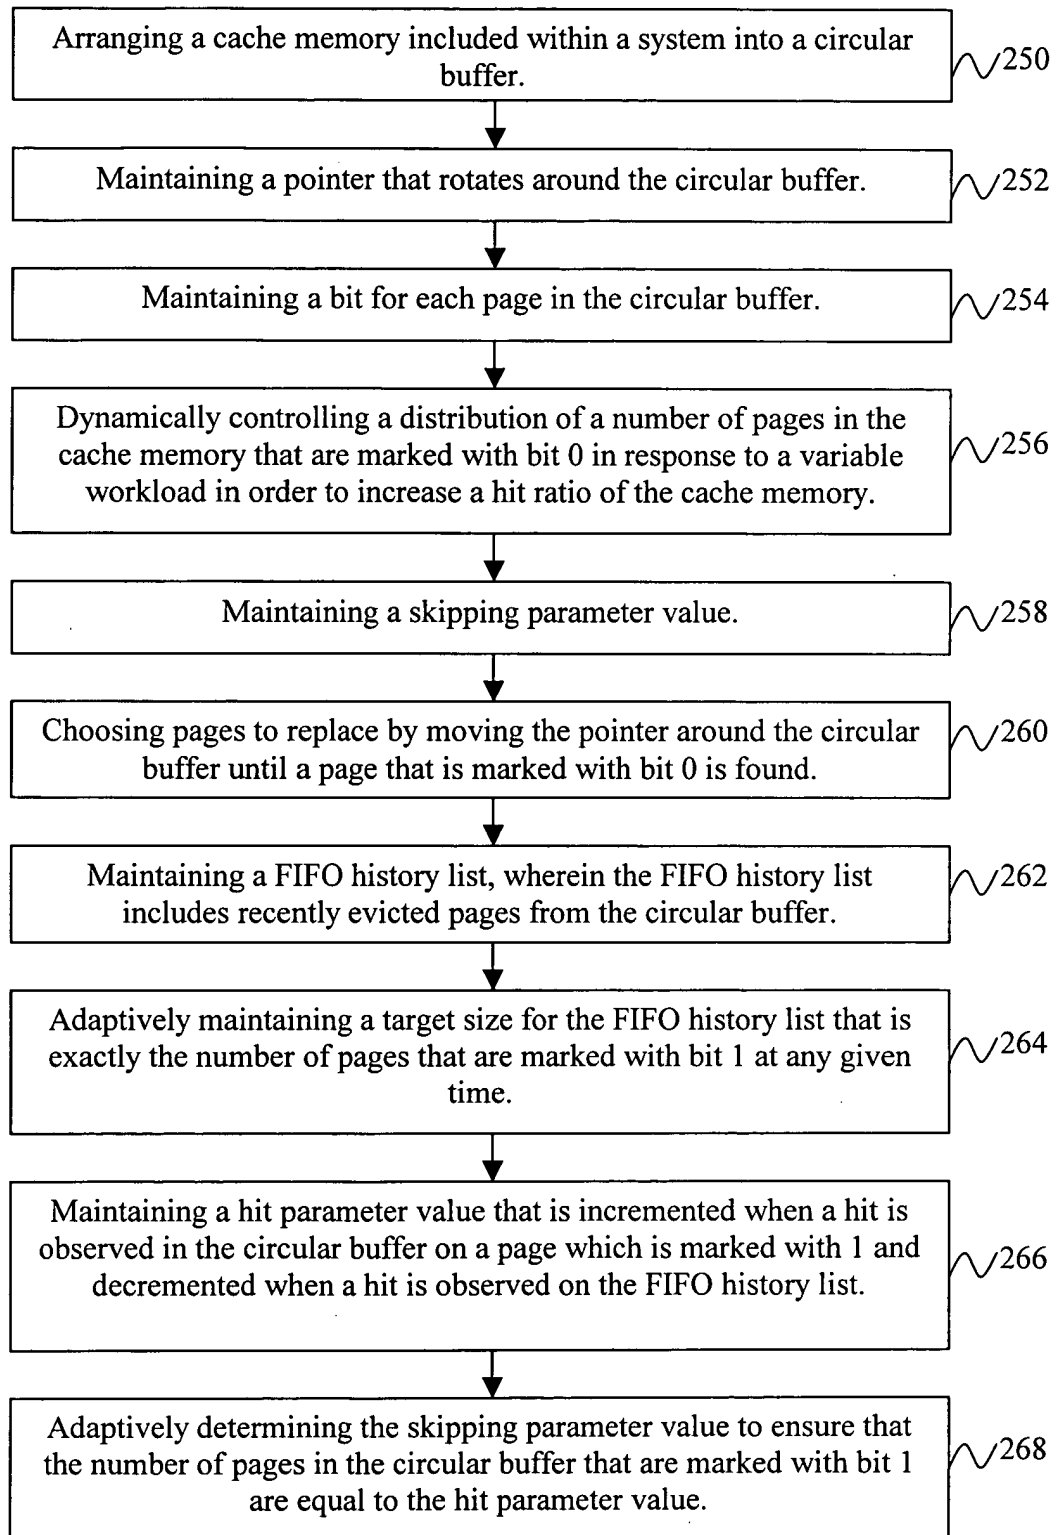 Arranging a cache memory included within a system into a circular
buffer.
250
Maintaining a pointer that rotates around the circular buffer.
252
Maintaining a bit for each page in the circular buffer.
254
Dynamically controlling a distribution of a number of pages in the
cache memory that are marked with bit 0 in response to a variable
workload in order to increase a hit ratio of the cache memory.
256
Maintaining a skipping parameter value.
258
Choosing pages to replace by moving the pointer around the circular
buffer until a page that is marked with bit 0 is found.
260
Maintaining a FIFO history list, wherein the FIFO history list
includes recently evicted pages from the circular buffer.
262
Adaptively maintaining a target size for the FIFO history list that is
exactly the number of pages that are marked with bit 1 at any given
time.
264
Maintaining a hit parameter value that is incremented when a hit is
observed in the circular buffer on a page which is marked with 1 and
decremented when a hit is observed on the FIFO history list.
266
Adaptively determining the skipping parameter value to ensure that
the number of pages in the circular buffer that are marked with bit 1
are equal to the hit parameter value.
268